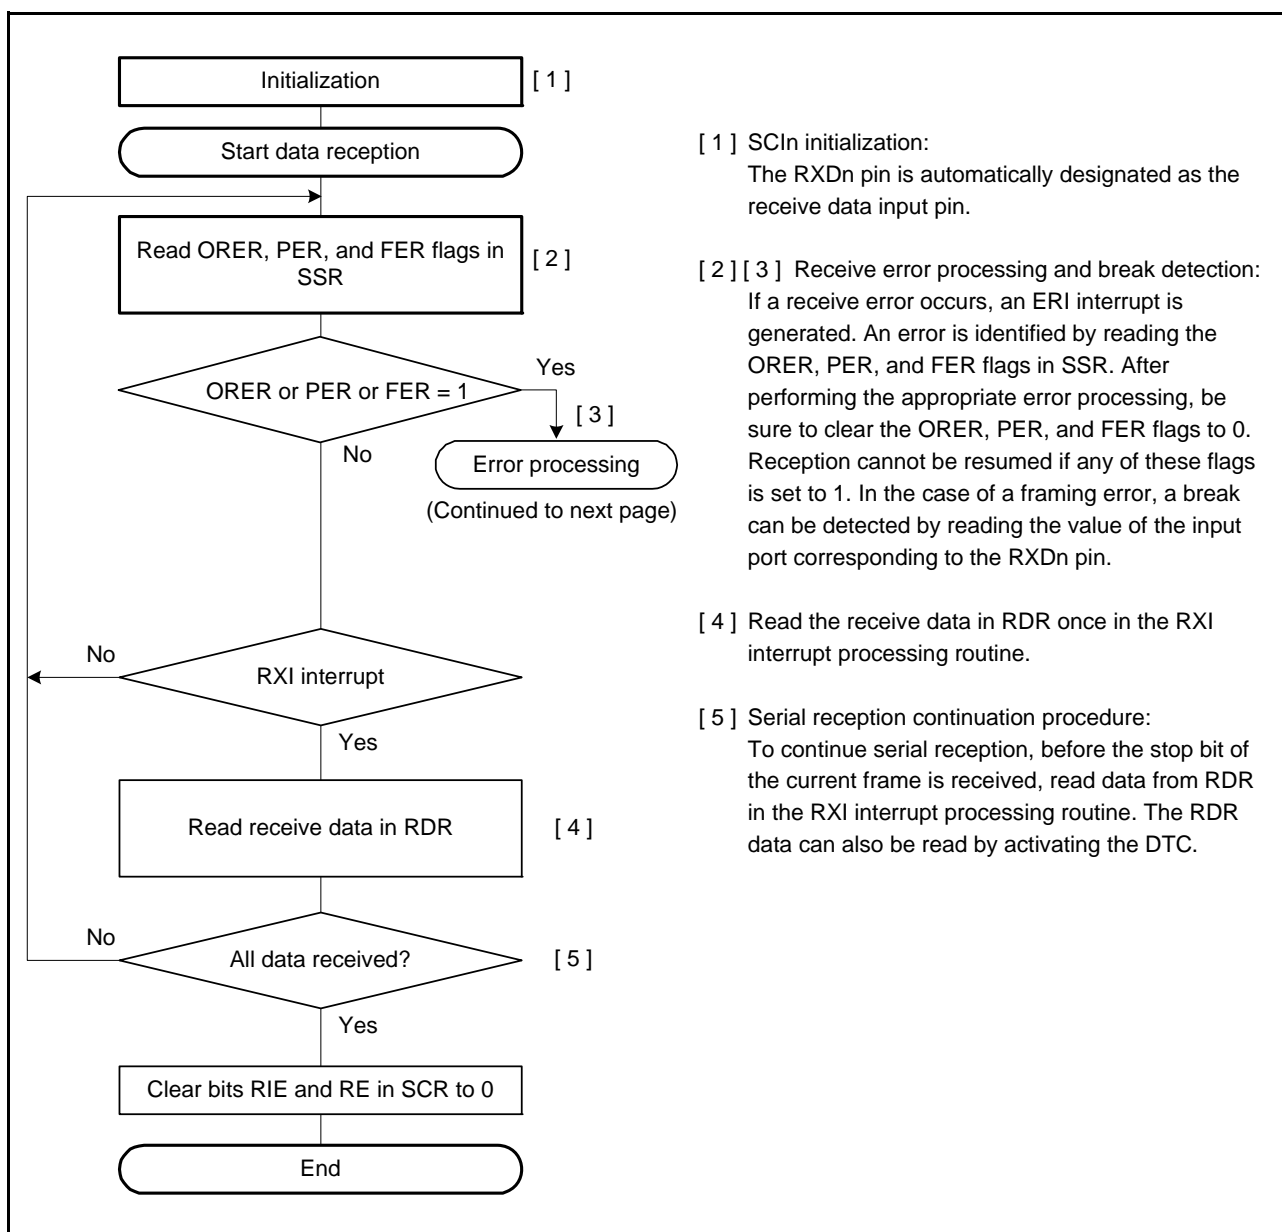 Initialization
[ 1 ]
Start data reception
Read ORER, PER, and FER flags in
SSR
[ 2 ]
ORER or PER or FER = 1
Yes
[ 3 ]
No
Error processing
(Continued to next page)
No
RXI interrupt
Yes
Read receive data in RDR
[ 4 ]
No
All data received?
[ 5 ]
Yes
Clear bits RIE and RE in SCR to 0
End
[ 1 ] SCIn initialization:
The RXDn pin is automatically designated as the
receive data input pin.
[ 2 ] [ 3 ] Receive error processing and break detection:
If a receive error occurs, an ERI interrupt is
generated. An error is identified by reading the
ORER, PER, and FER flags in SSR. After
performing the appropriate error processing, be
sure to clear the ORER, PER, and FER flags to 0.
Reception cannot be resumed if any of these flags
is set to 1. In the case of a framing error, a break
can be detected by reading the value of the input
port corresponding to the RXDn pin.
[ 4 ] Read the receive data in RDR once in the RXI
interrupt processing routine.
[ 5 ] Serial reception continuation procedure:
To continue serial reception, before the stop bit of
the current frame is received, read data from RDR
in the RXI interrupt processing routine. The RDR
data can also be read by activating the DTC.